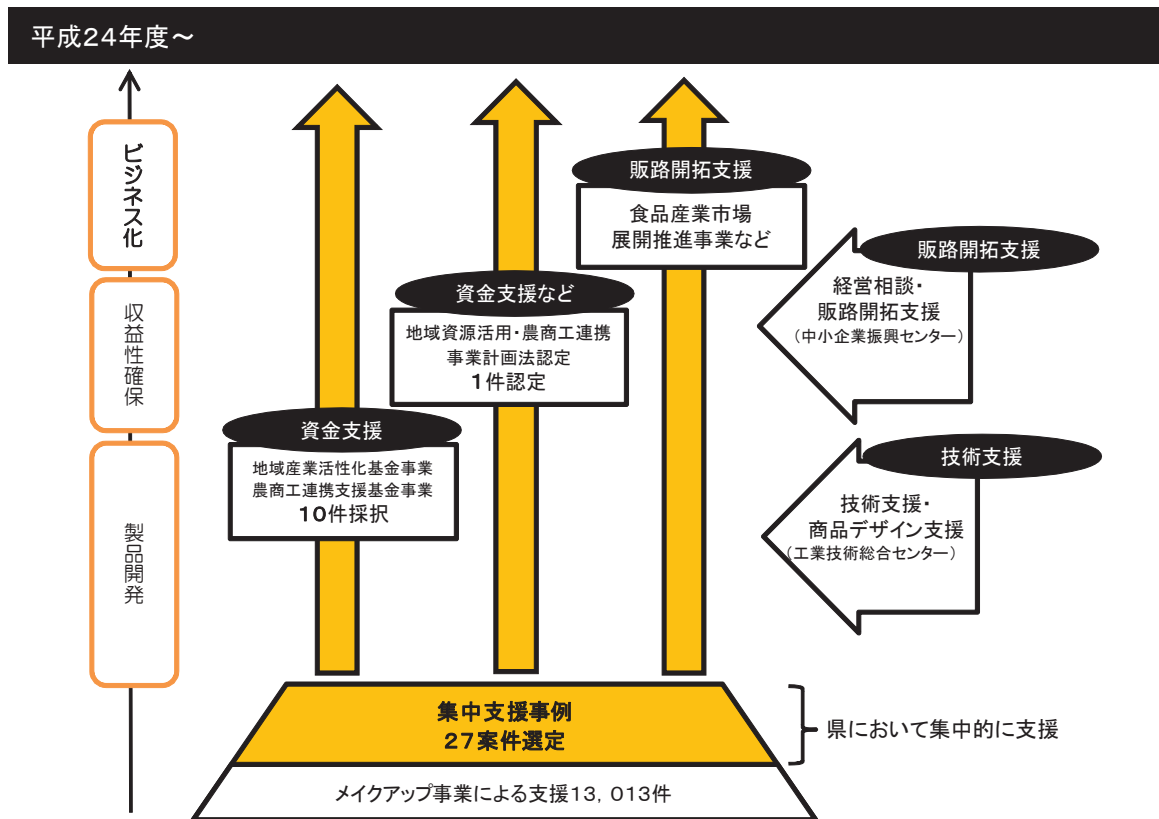 平成24年度～
ビジネス化
収益性確保
製品開発
販路開拓支援
食品産業市場
展開推進事業など
資金支援など
地域資源活用・農商工連携
事業計画法認定
1件認定
資金支援
地域産業活性化基金事業
農商工連携支援基金事業
10件採択
販路開拓支援
経営相談・
販路開拓支援
（中小企業振興センター）
技術支援
技術支援・
商品デザイン支援
（工業技術総合センター）
集中支援事例
27案件選定
県において集中的に支援
メイクアップ事業による支援13，013件